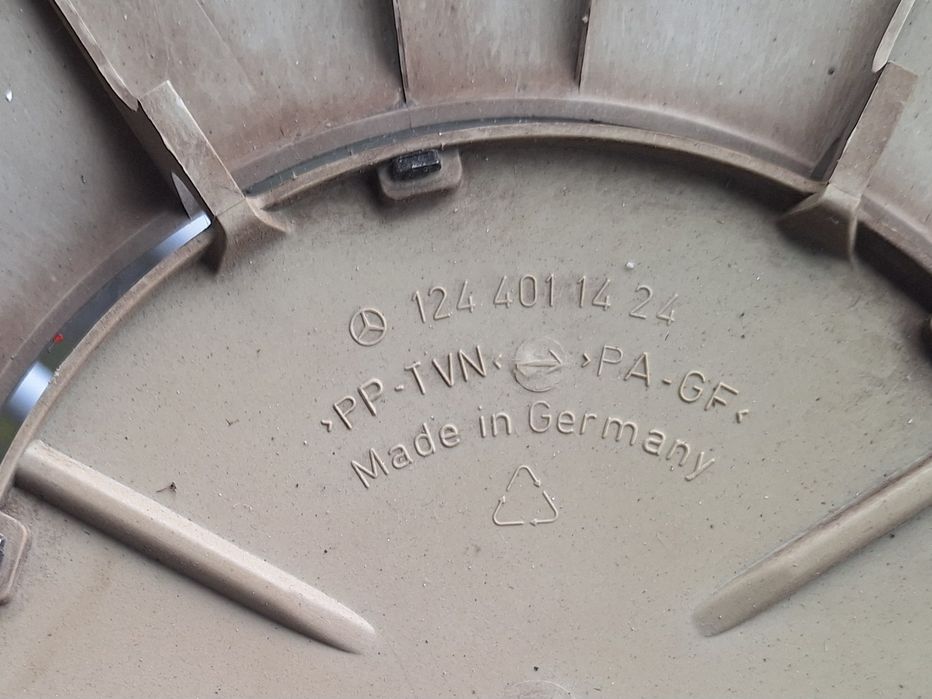 124 401 14 24
>PP-TVN< >PA-GF<
Made in Germany